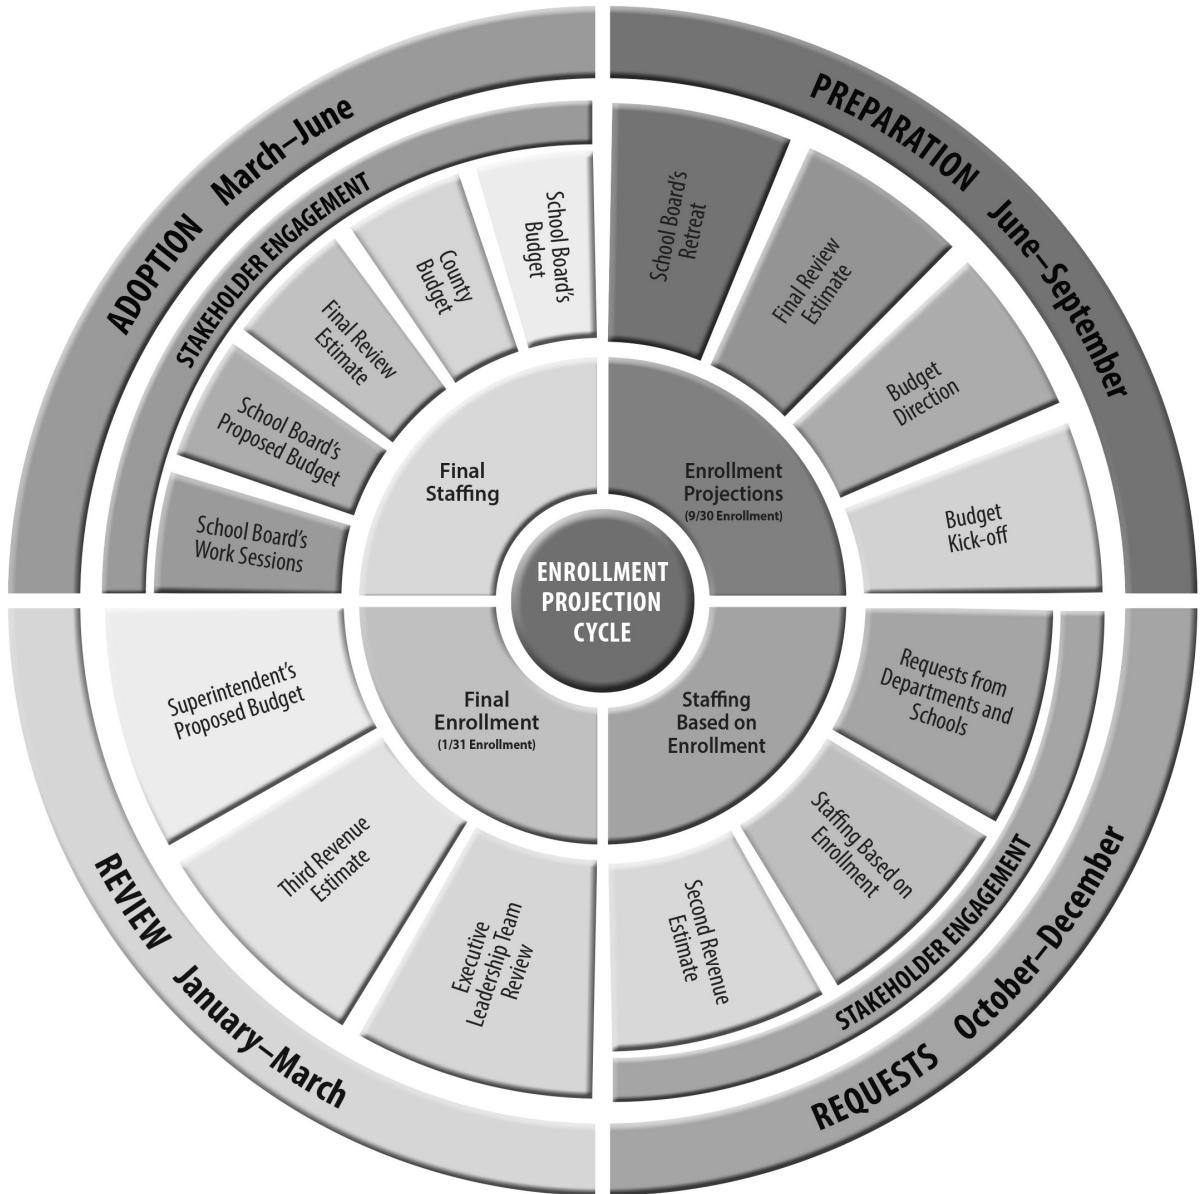 PREPARATION June–September
School Board's
Retreat
Final Review
Estimate
Budget
Direction
Budget
Kick-off
Enrollment
Projections
(9/30 Enrollment)
REQUESTS October–December
STAKEHOLDER ENGAGEMENT
Requests from
Departments and
Schools
Staffing Based on
Enrollment
Second Revenue
Estimate
Staffing
Based on
Enrollment
REVIEW January–March
Executive
Leadership Team
Review
Third Revenue
Estimate
Superintendent's
Proposed Budget
Final
Enrollment
(1/31 Enrollment)
ADOPTION March–June
STAKEHOLDER ENGAGEMENT
School Board's
Work Sessions
School Board's
Proposed Budget
Final Review
Estimate
County
Budget
School Board's
Budget
Final
Staffing
ENROLLMENT
PROJECTION
CYCLE